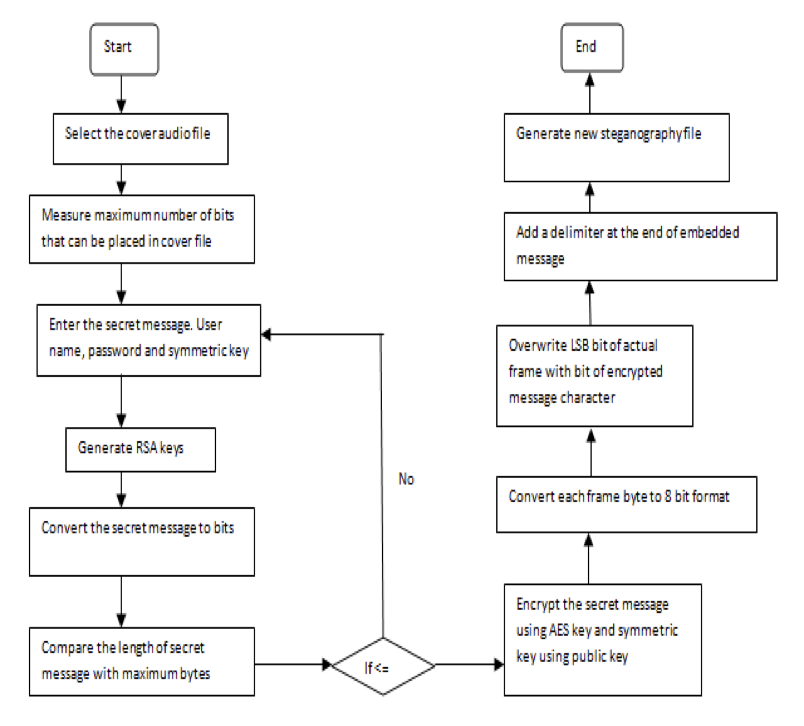 Start
Select the cover audio file
Measure maximum number of bits
that can be placed in cover file
Enter the secret message. User
name, password and symmetric key
Generate RSA keys
Convert the secret message to bits
Compare the length of secret
message with maximum bytes
If <=
No
Encrypt the secret message
using AES key and symmetric
key using public key
Convert each frame byte to 8 bit format
Overwrite LSB bit of actual
frame with bit of encrypted
message character
Add a delimiter at the end of embedded
message
Generate new steganography file
End